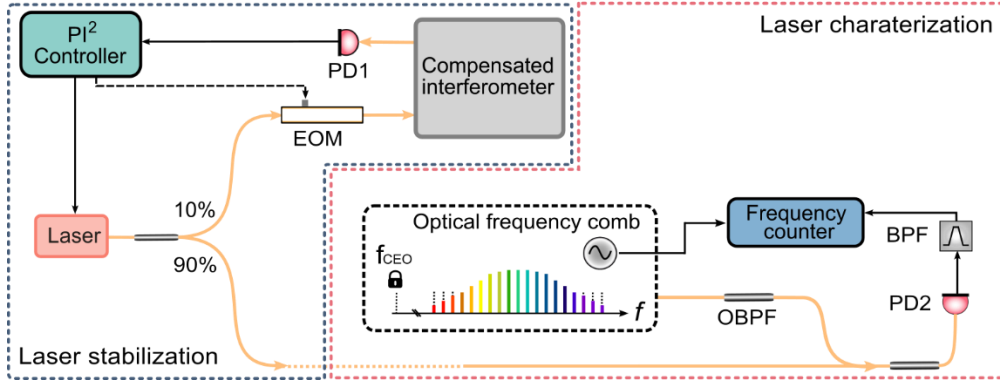 PI²
Controller
PD1
Compensated
interferometer
Laser charaterization
EOM
10%
Laser
90%
Laser stabilization
Optical frequency comb
fCEO
f
Frequency
counter
BPF
OBPF
PD2